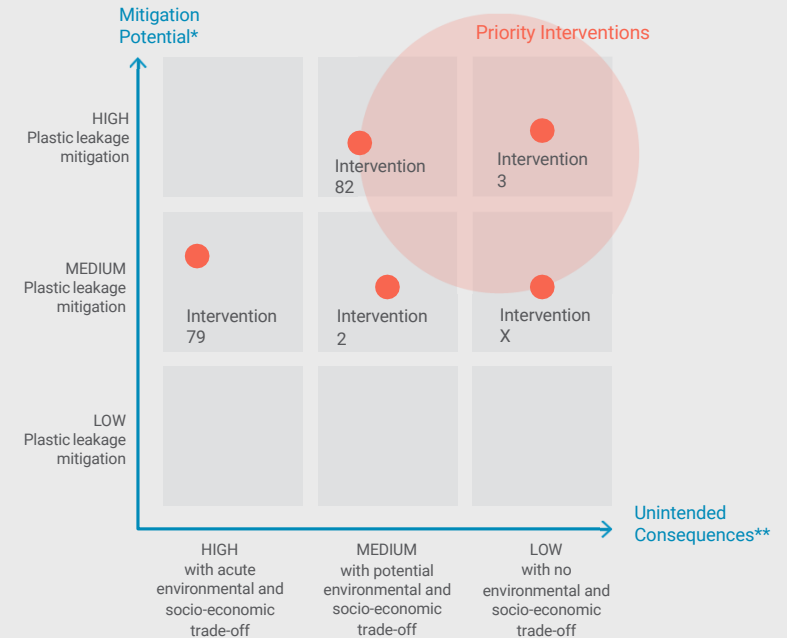 Mitigation
Potential*
Priority Interventions
HIGH
Plastic leakage
mitigation
Intervention
82
Intervention
3
MEDIUM
Plastic leakage
mitigation
Intervention
79
Intervention
2
Intervention
X
LOW
Plastic leakage
mitigation
Unintended
Consequences**
HIGH
with acute
environmental and
socio-economic
trade-off
MEDIUM
with potential
environmental and
socio-economic
trade-off
LOW
with no
environmental and
socio-economic
trade-off